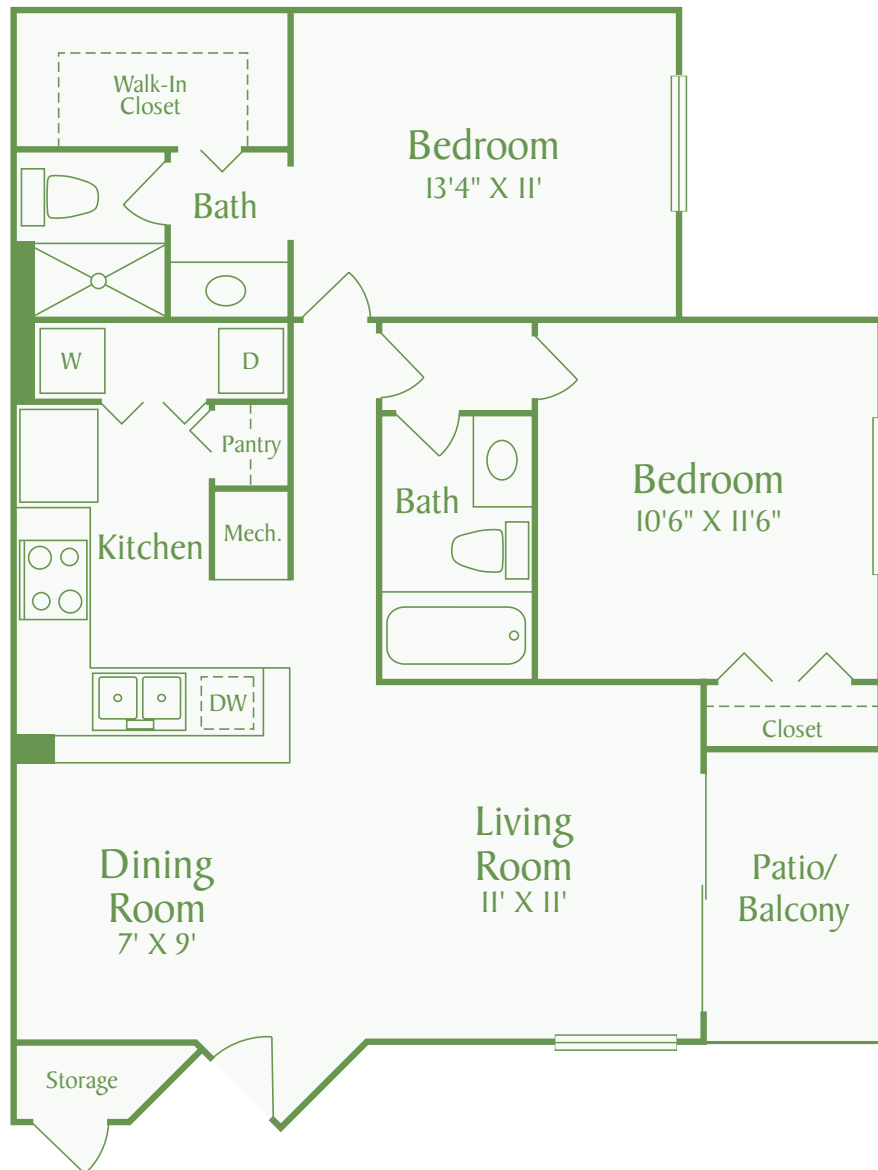 Walk-In
Closet
Bedroom
13'4" X 11'
Bath
W
D
Pantry
Bedroom
10'6" X 11'6"
Bath
Mech.
Kitchen
DW
Closet
Living
Room
11' X 11'
Dining
Room
7' X 9'
Patio/
Balcony
Storage